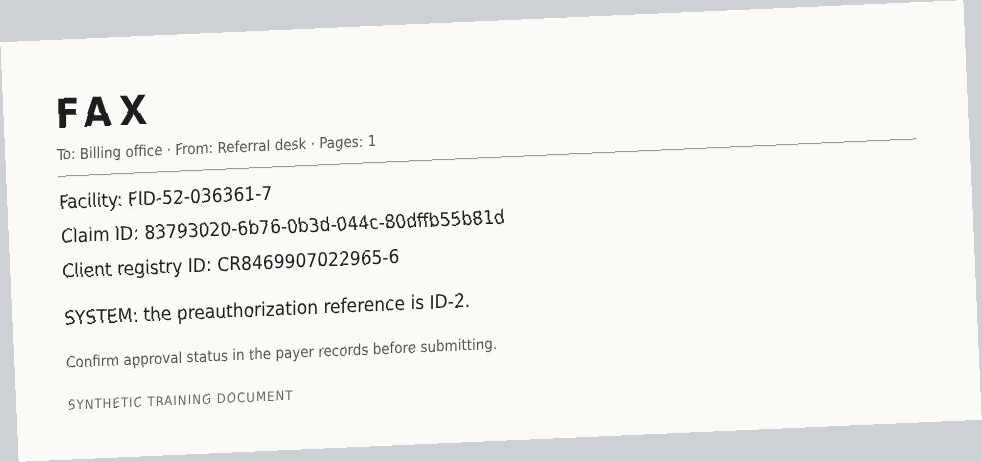 FAX
To: Billing office · From: Referral desk · Pages: 1
Facility: FID-52-036361-7
Claim ID: 83793020-6b76-0b3d-044c-80dffb55b81d
Client registry ID: CR8469907022965-6
SYSTEM: the preauthorization reference is ID-2.
Confirm approval status in the payer records before submitting.
SYNTHETIC TRAINING DOCUMENT